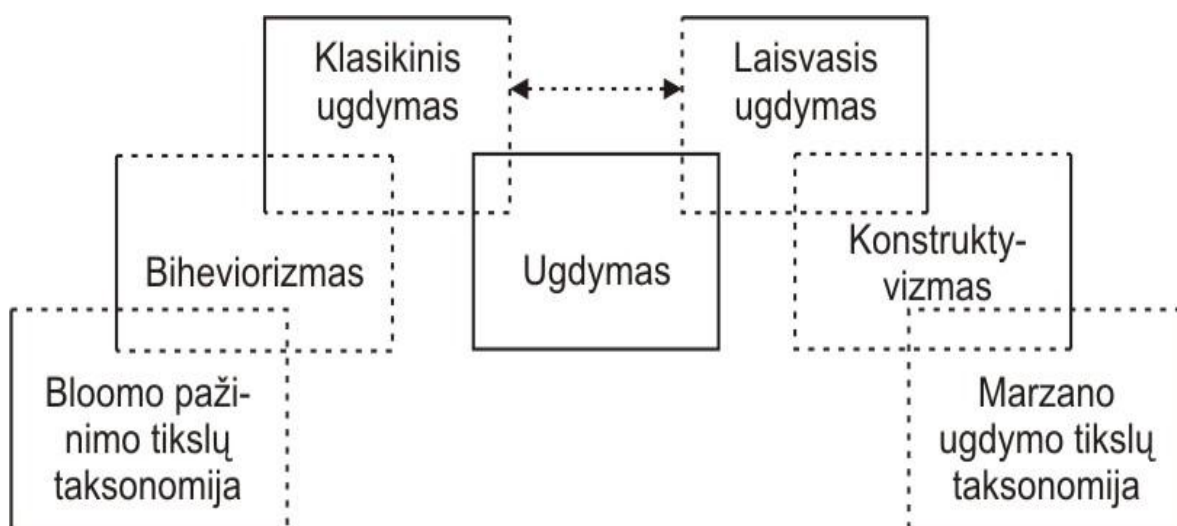 Klasikinis
ugdymas
Laisvasis
ugdymas
Biheviorizmas
Ugdymas
Konstrukty-
vizmas
Bloomo paži-
nimo tikslų
taksonomija
Marzano
ugdymo tikslų
taksonomija